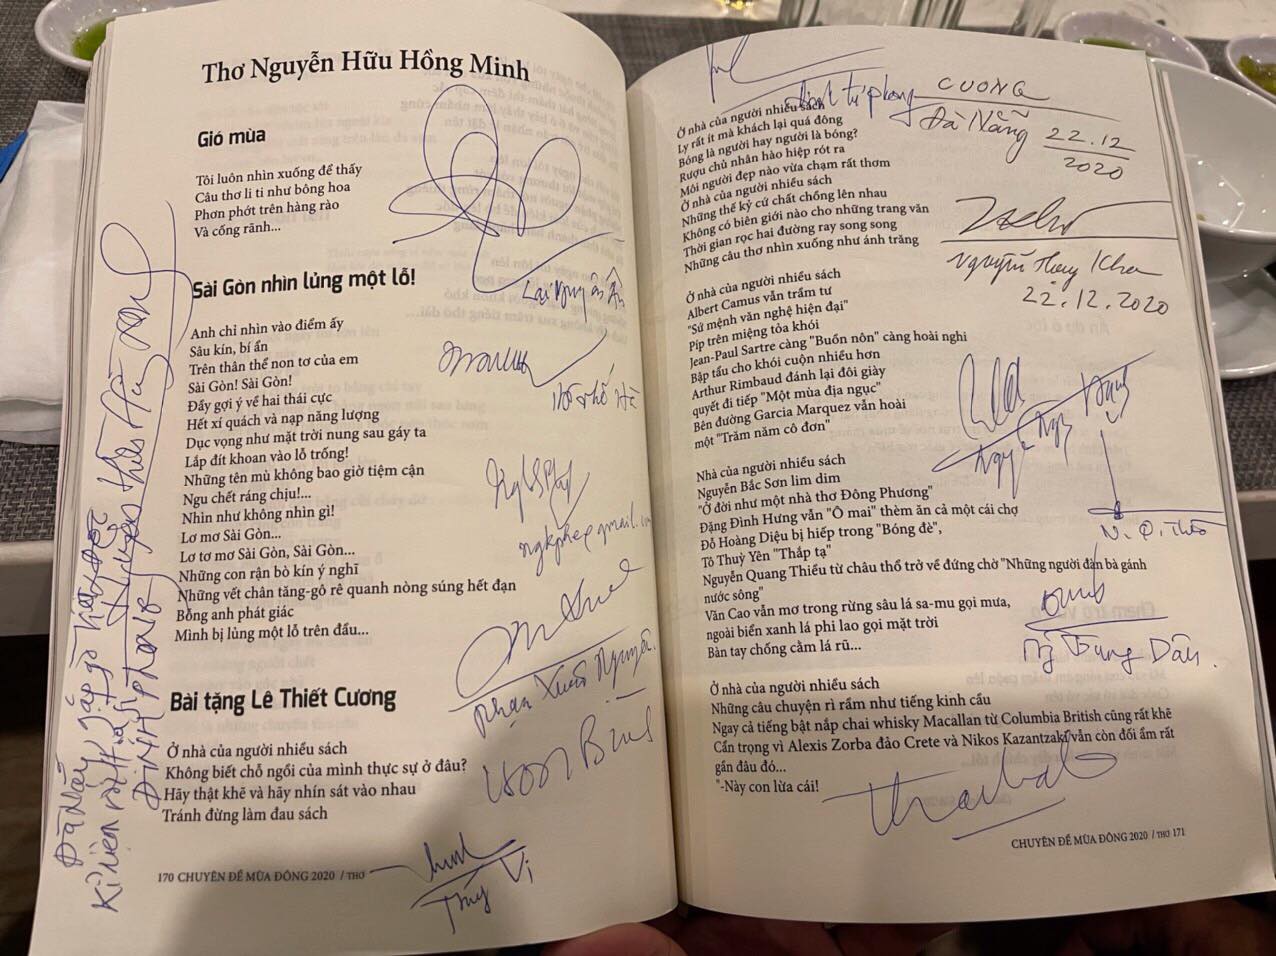 Thơ Nguyễn Hữu Hồng Minh
Gió mùa
Tôi luôn nhìn xuống để thấy
Câu thơ li ti như bông hoa
Phơn phớt trên hàng rào
Và cống rãnh...
Sài Gòn nhìn lủng một lỗ!
Anh chỉ nhìn vào điểm ấy
Sâu kín, bí ẩn
Trên thân thể non tơ của em
Sài Gòn! Sài Gòn!
Đầy gợi ý về hai thái cực
Hết xí quách và nạp năng lượng
Dục vọng như mặt trời nung sau gáy ta
Lắp đít khoan vào lỗ trống!
Những tên mù không bao giờ tiệm cận
Ngu chết ráng chịu!...
Nhìn như không nhìn gì!
Lơ mơ Sài Gòn...
Lơ tơ mơ Sài Gòn, Sài Gòn...
Những con rận bò kín ý nghĩ
Những vết chân tăng-gô rê quanh nòng súng hết đạn
Bỗng anh phát giác
Mình bị lủng một lỗ trên đầu...
Bài tặng Lê Thiết Cương
Ở nhà của người nhiều sách
Không biết chỗ ngồi của mình thực sự ở đâu?
Hãy thật khẽ và hãy nhín sát vào nhau
Tránh đừng làm đau sách
170 CHUYÊN ĐỀ MÙA ĐÔNG 2020 / THƠ
Lại Nguyên Ân
Phan Xuân Nguyên
Thúy Vi
Đà Nẵng gặp gỡ
ĐINH PHONG
CUONG
Đà Nẵng 22.12
2020
Ở nhà của người nhiều sách
Ly rất ít mà khách lại quá đông
Bóng là người hay người là bóng?
Rượu chủ nhân hào hiệp rót ra
Môi người đẹp nào vừa chạm rất thơm
Ở nhà của người nhiều sách
Những thế kỷ cứ chất chồng lên nhau
Không có biên giới nào cho những trang văn
Thời gian rọc hai đường ray song song
Những câu thơ nhìn xuống như ánh trăng
Nguyễn Thụy Kha
22.12.2020
Ở nhà của người nhiều sách
Albert Camus vẫn trầm tư
"Sứ mệnh văn nghệ hiện đại"
Píp trên miệng tỏa khói
Jean-Paul Sartre càng "Buồn nôn" càng hoài nghi
Bập tẩu cho khói cuộn nhiều hơn
Arthur Rimbaud đánh lại đôi giày
quyết đi tiếp "Một mùa địa ngục"
Bên đường Garcia Marquez vẫn hoài
một "Trăm năm cô đơn"
Nhà của người nhiều sách
Nguyễn Bắc Sơn lim dim
"Ở đời như một nhà thơ Đông Phương"
Đặng Đình Hưng vẫn "Ô mai" thèm ăn cả một cái chợ
Đỗ Hoàng Diệu bị hiếp trong "Bóng đè",
Tô Thuỳ Yên "Thắp tạ"
Nguyễn Quang Thiều từ châu thổ trở về đứng chờ "Những người đàn bà gánh
nước sông"
Văn Cao vẫn mơ trong rừng sâu lá sa-mu gọi mưa,
ngoài biển xanh lá phi lao gọi mặt trời
Bàn tay chống cằm lá rũ...
Ở nhà của người nhiều sách
Những câu chuyện rì rầm như tiếng kinh cầu
Ngay cả tiếng bật nắp chai whisky Macallan từ Columbia British cũng rất khẽ
Cẩn trọng vì Alexis Zorba đảo Crete và Nikos Kazantzaki vẫn còn đối ẩm rất
gần đâu đó...
"-Này con lừa cái!
CHUYÊN ĐỀ MÙA ĐÔNG 2020 / THƠ 171